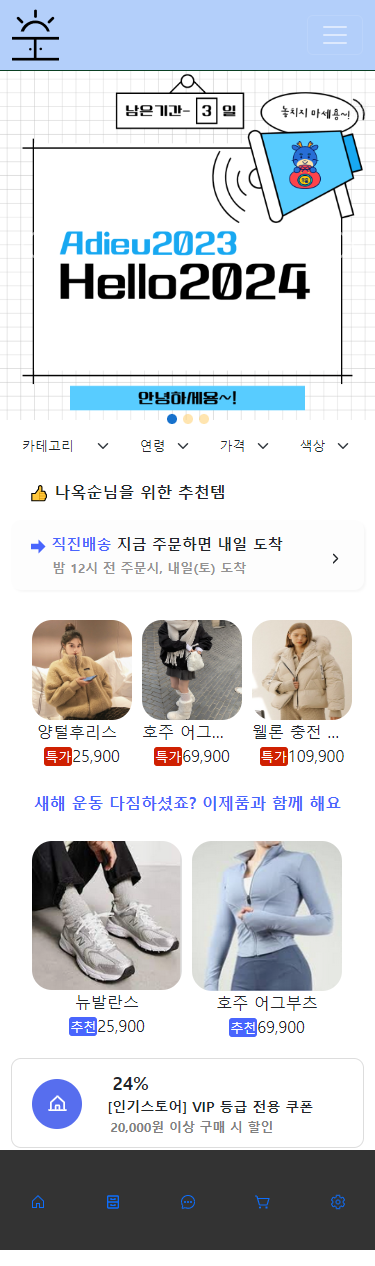 남은기간- 3 일
놓치지 마세용~!
Adieu2023
Hello2024
안녕하세용~!
카테고리 연령 가격 색상
👍 나옥순님을 위한 추천템
직진배송 지금 주문하면 내일 도착
밤 12시 전 주문시, 내일(토) 도착
양털후리스 호주 어그... 웰론 충전 ...
특가25,900 특가69,900 특가109,900
새해 운동 다짐하셨죠? 이제품과 함께 해요
뉴발란스 호주 어그부츠
추천25,900 추천69,900
24%
[인기스토어] VIP 등급 전용 쿠폰
20,000원 이상 구매 시 할인